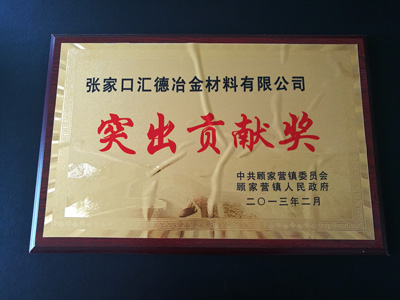 张家口汇德冶金材料有限公司
突出贡献奖
中共顾家营镇委员会
顾家营镇人民政府
二〇一三年二月